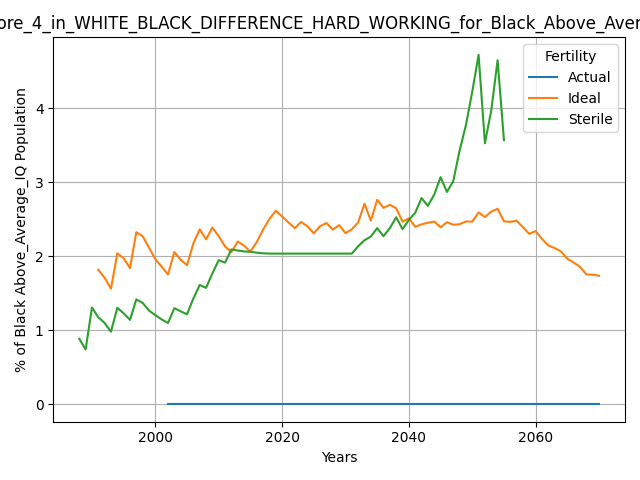 ore_4_in_WHITE_BLACK_DIFFERENCE_HARD_WORKING_for_Black_Above_Aver
% of Black Above_Average_IQ Population
4
3
2
1
0
Fertility
Actual
Ideal
Sterile
2000
2020
2040
2060
Years